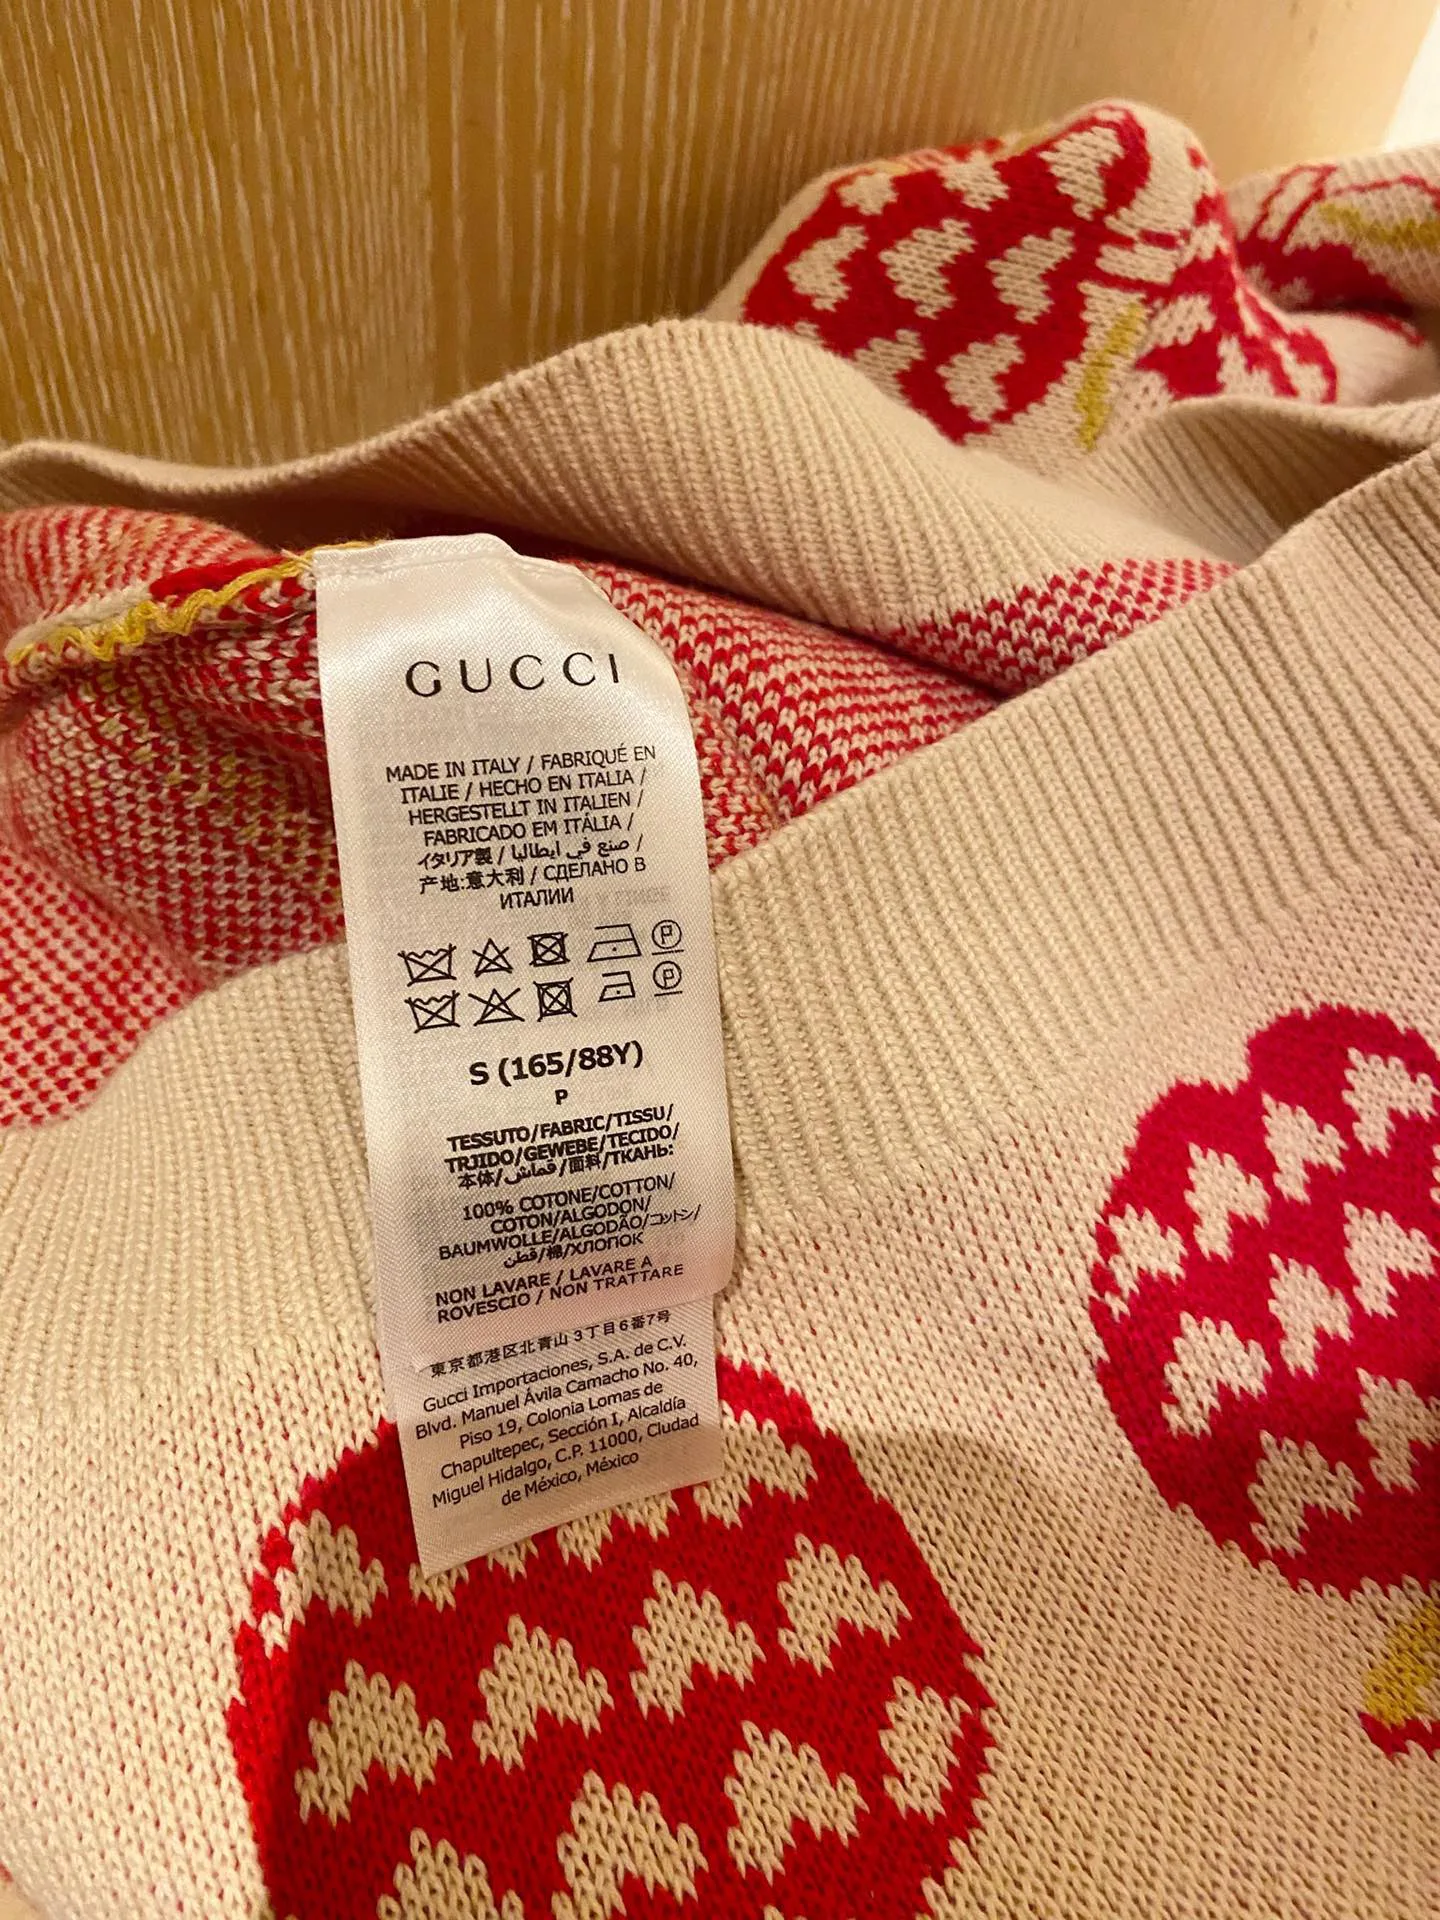 GUCCI
MADE IN ITALY / FABRIQUÉ EN
ITALIE / HECHO EN ITALIA /
HERGESTELLT IN ITALIEN /
FABRICADO EM ITÁLIA /
イタリア製 / صنع في ايطاليا /
产地:意大利 / СДЕЛАНО В
ИТАЛИИ
P
P
S (165/88Y)
P
TESSUTO/FABRIC/TISSU/
TEJIDO/GEWEBE/TECIDO/
本体/قماش/面料/ТКАНЬ:
100% COTONE/COTTON/
COTON/ALGODON/
BAUMWOLLE/ALGODÃO/コットン/
قطن/棉/ХЛОПОК
NON LAVARE / LAVARE A
ROVESCIO / NON TRATTARE
東京都港区北青山3丁目6番7号
Gucci Importaciones, S.A. de C.V.
Blvd. Manuel Ávila Camacho No. 40,
Piso 19, Colonia Lomas de
Chapultepec, Sección I, Alcaldía
Miguel Hidalgo, C.P. 11000, Ciudad
de México, México